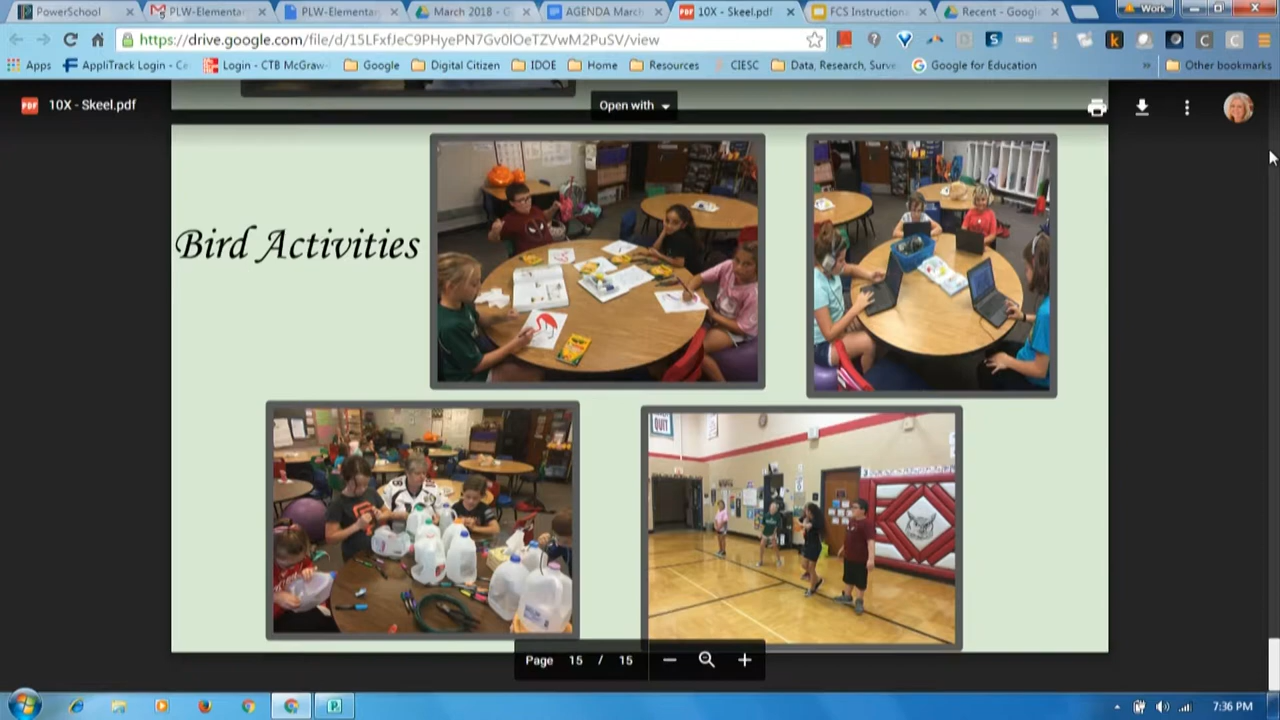 PowerSchool
PLW-Elementar
PLW-Elementar
March 2018 - G
AGENDA March
10X - Skeel.pdf
FCS Instruction
Recent - Google
Work
https://drive.google.com/file/d/15LFxfJeC9PHyePN7Gv0lOeTZVwM2PuSV/view
Apps
AppliTrack Login - Ce
Login - CTB McGraw-
Google
Digital Citizen
IDOE
Home
Resources
CIESC
Data, Research, Surve
Google for Education
Other bookmarks
PDF
10X - Skeel.pdf
Open with
Bird Activities
QUIT
Page 15 / 15
7:36 PM